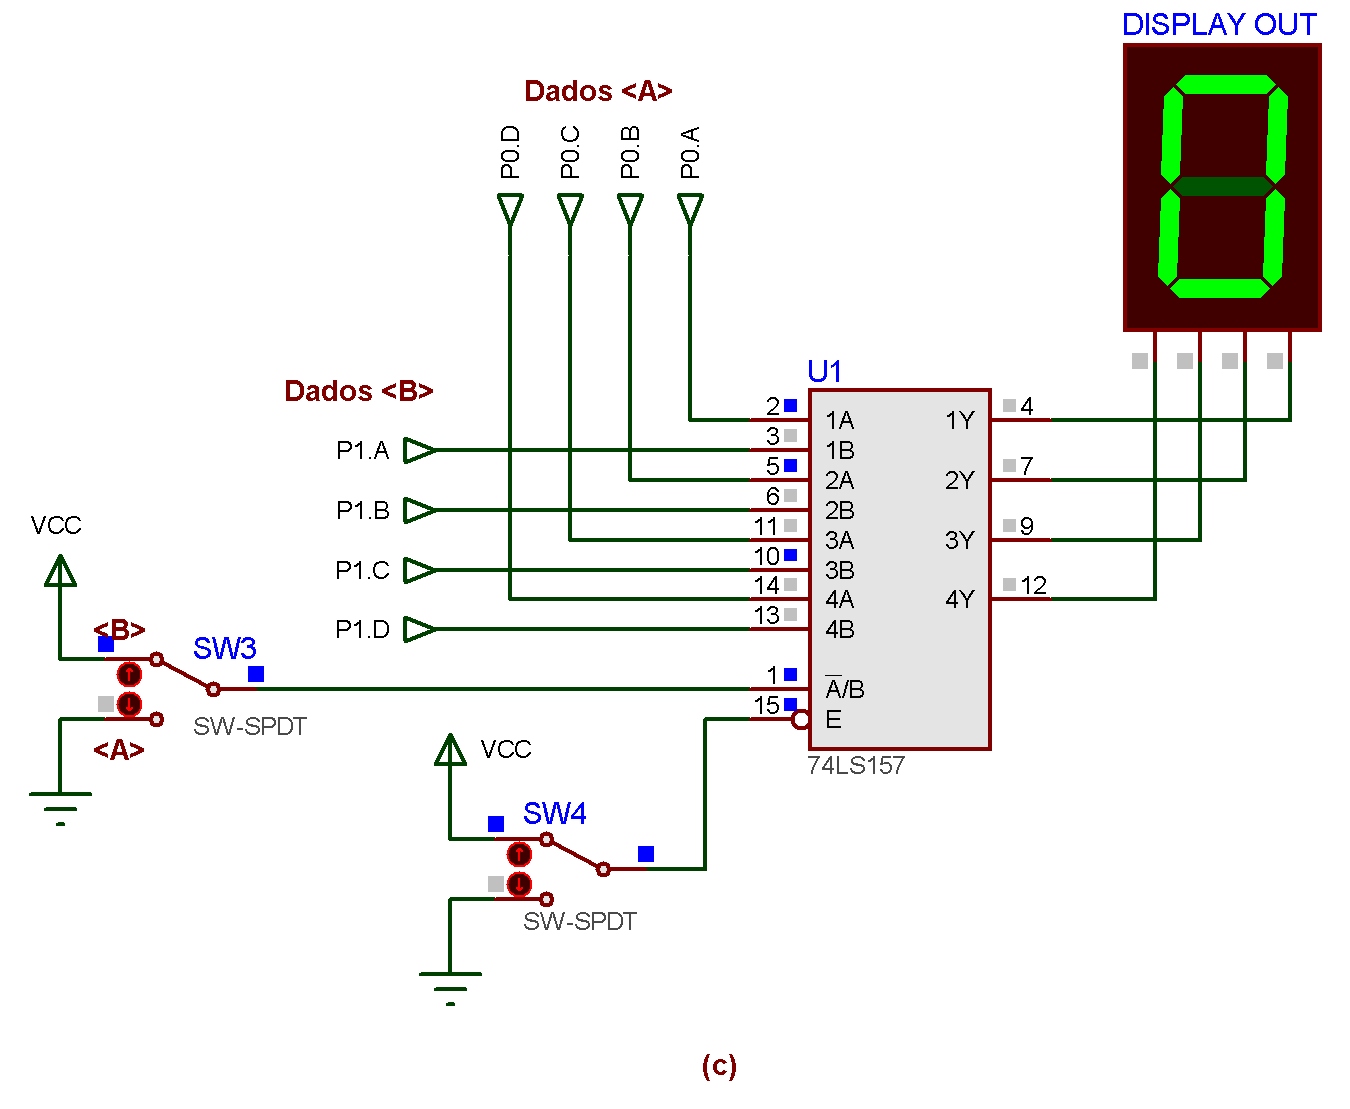 DISPLAY OUT
Dados <A>
P0.D
P0.C
P0.B
P0.A
Dados <B>
P1.A
P1.B
P1.C
P1.D
U1
2 1A
3 1B
5 2A
6 2B
11 3A
10 3B
14 4A
13 4B
1 A/B
15 E
1Y 4
2Y 7
3Y 9
4Y 12
74LS157
VCC
<B>
SW3
SW-SPDT
<A>
VCC
SW4
SW-SPDT
(c)